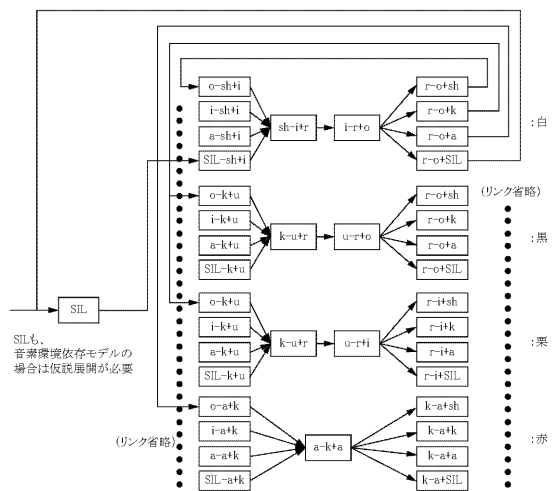 o-sh+i
i-sh+i
a-sh+i
SIL-sh+i
sh-i+r
i-r+o
r-o+sh
r-o+k
r-o+a
r-o+SIL
:白
o-k+u
i-k+u
a-k+u
SIL-k+u
k-u+r
u-r+o
r-o+sh
r-o+k
r-o+a
r-o+SIL
(リンク省略)
:黒
SIL
SILも、
音素環境依存モデルの
場合は仮説展開が必要
o-k+u
i-k+u
a-k+u
SIL-k+u
k-u+r
u-r+i
r-i+sh
r-i+k
r-i+a
r-i+SIL
:栗
(リンク省略)
o-a+k
i-a+k
a-a+k
SIL-a+k
a-k+a
k-a+sh
k-a+k
k-a+a
k-a+SIL
:赤